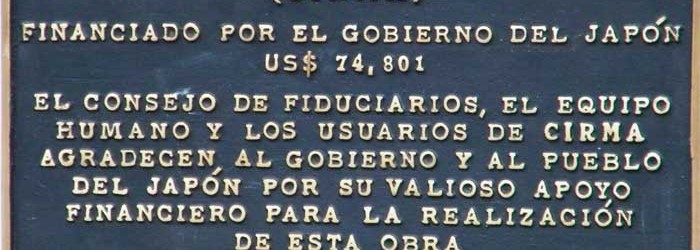 FINANCIADO POR EL GOBIERNO DEL JAPÓN
US$ 74,801
EL CONSEJO DE FIDUCIARIOS, EL EQUIPO
HUMANO Y LOS USUARIOS DE CIRMA
AGRADECEN AL GOBIERNO Y AL PUEBLO
DEL JAPÓN POR SU VALIOSO APOYO
FINANCIERO PARA LA REALIZACIÓN
DE ESTA OBRA